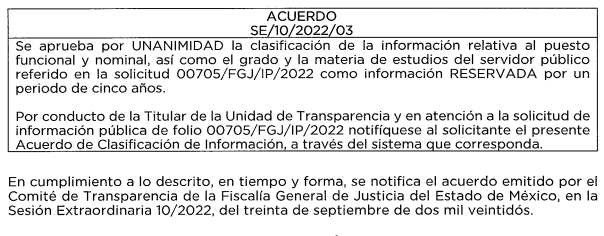 ACUERDO
SE/10/2022/03
Se aprueba por UNANIMIDAD la clasificación de la información relativa al puesto
funcional y nominal, así como el grado y la materia de estudios del servidor público
referido en la solicitud 00705/FGJ/IP/2022 como información RESERVADA por un
periodo de cinco años.
Por conducto de la Titular de la Unidad de Transparencia y en atención a la solicitud de
información pública de folio 00705/FGJ/IP/2022 notifíquese al solicitante el presente
Acuerdo de Clasificación de Información, a través del sistema que corresponda.
En cumplimiento a lo descrito, en tiempo y forma, se notifica el acuerdo emitido por el
Comité de Transparencia de la Fiscalía General de Justicia del Estado de México, en la
Sesión Extraordinaria 10/2022, del treinta de septiembre de dos mil veintidós.